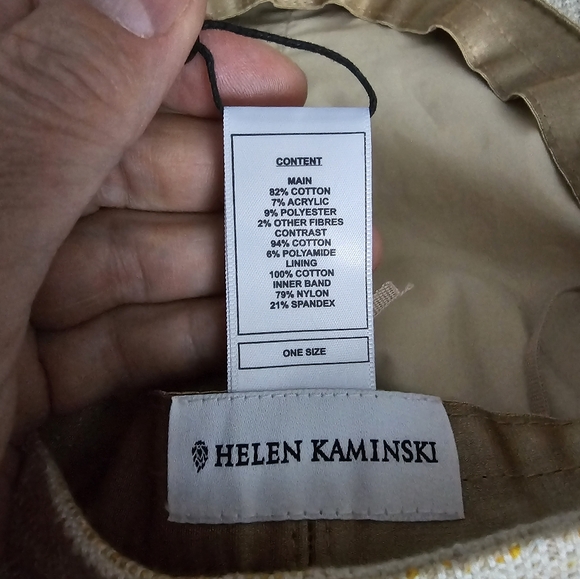 CONTENT
MAIN
82% COTTON
7% ACRYLIC
9% POLYESTER
2% OTHER FIBRES
CONTRAST
94% COTTON
6% POLYAMIDE
LINING
100% COTTON
INNER BAND
79% NYLON
21% SPANDEX
ONE SIZE
HELEN KAMINSKI